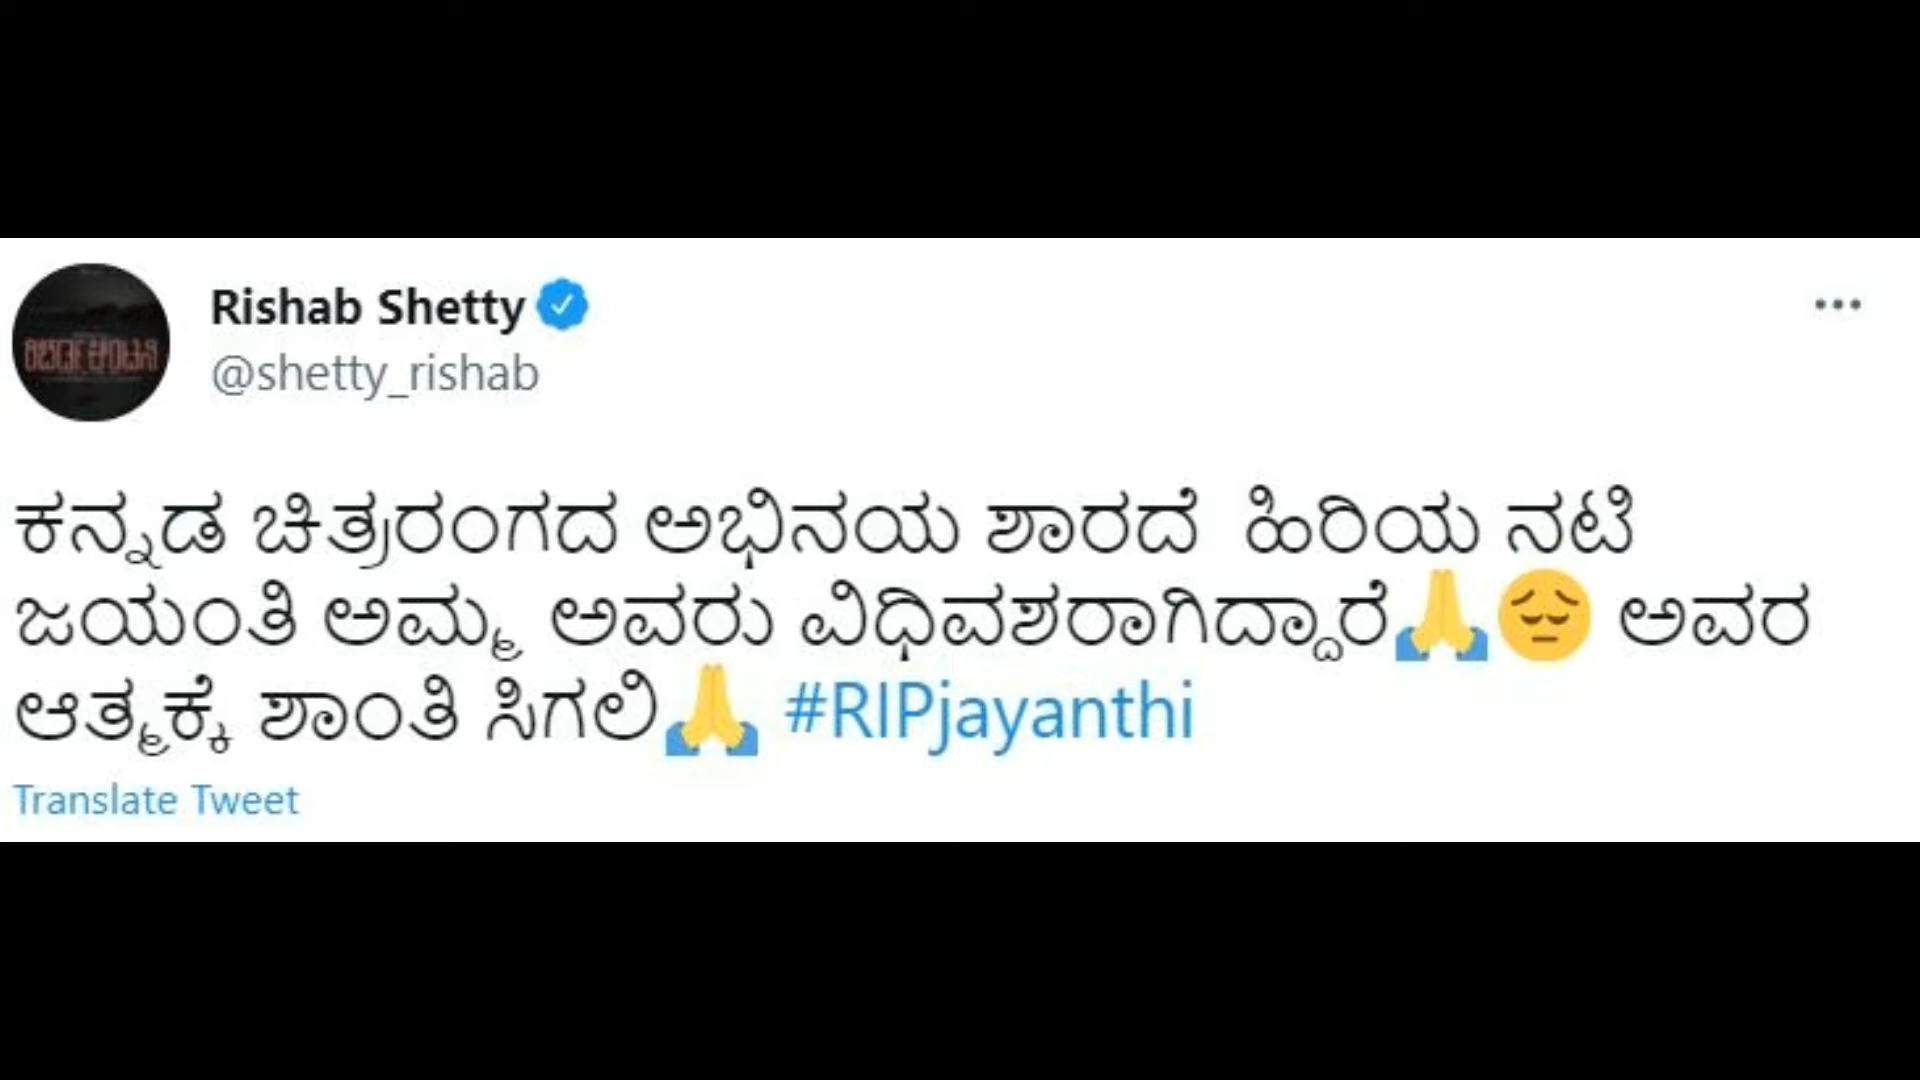 Rishab Shetty
@shetty_rishab
ಕನ್ನಡ ಚಿತ್ರರಂಗದ ಅಭಿನಯ ಶಾರದೆ  ಹಿರಿಯ ನಟಿ
ಜಯಂತಿ ಅಮ್ಮ ಅವರು ವಿಧಿವಶರಾಗಿದ್ದಾರೆ🙏😔 ಅವರ
ಆತ್ಮಕ್ಕೆ ಶಾಂತಿ ಸಿಗಲಿ🙏 #RIPjayanthi
Translate Tweet